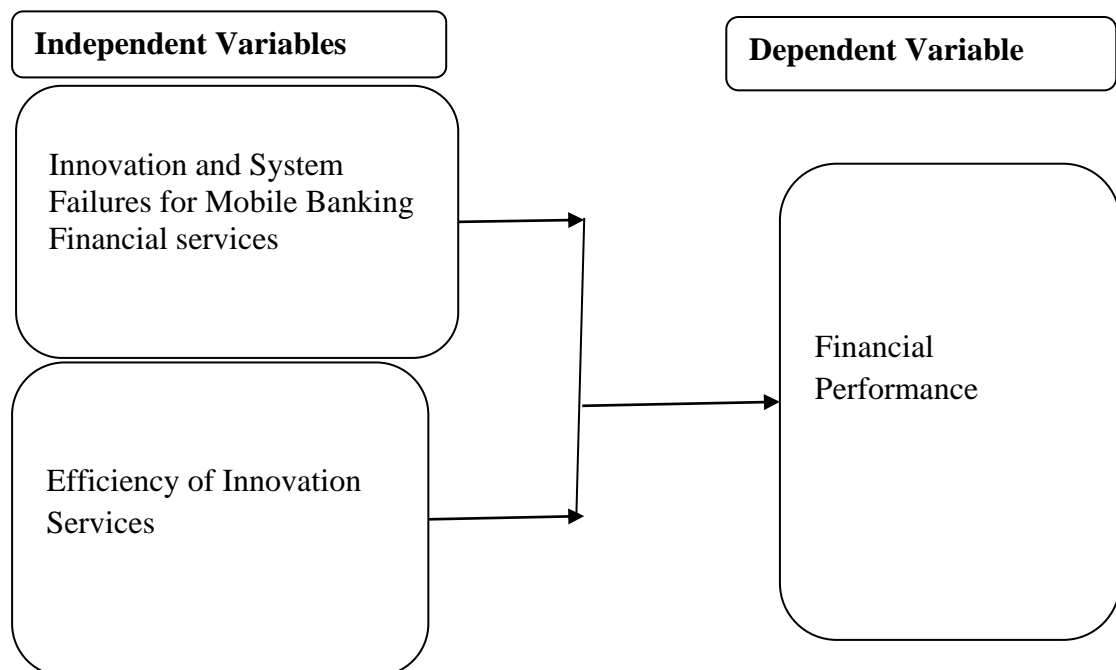 Independent Variables
Dependent Variable
Innovation and System
Failures for Mobile Banking
Financial services
Financial
Performance
Efficiency of Innovation
Services